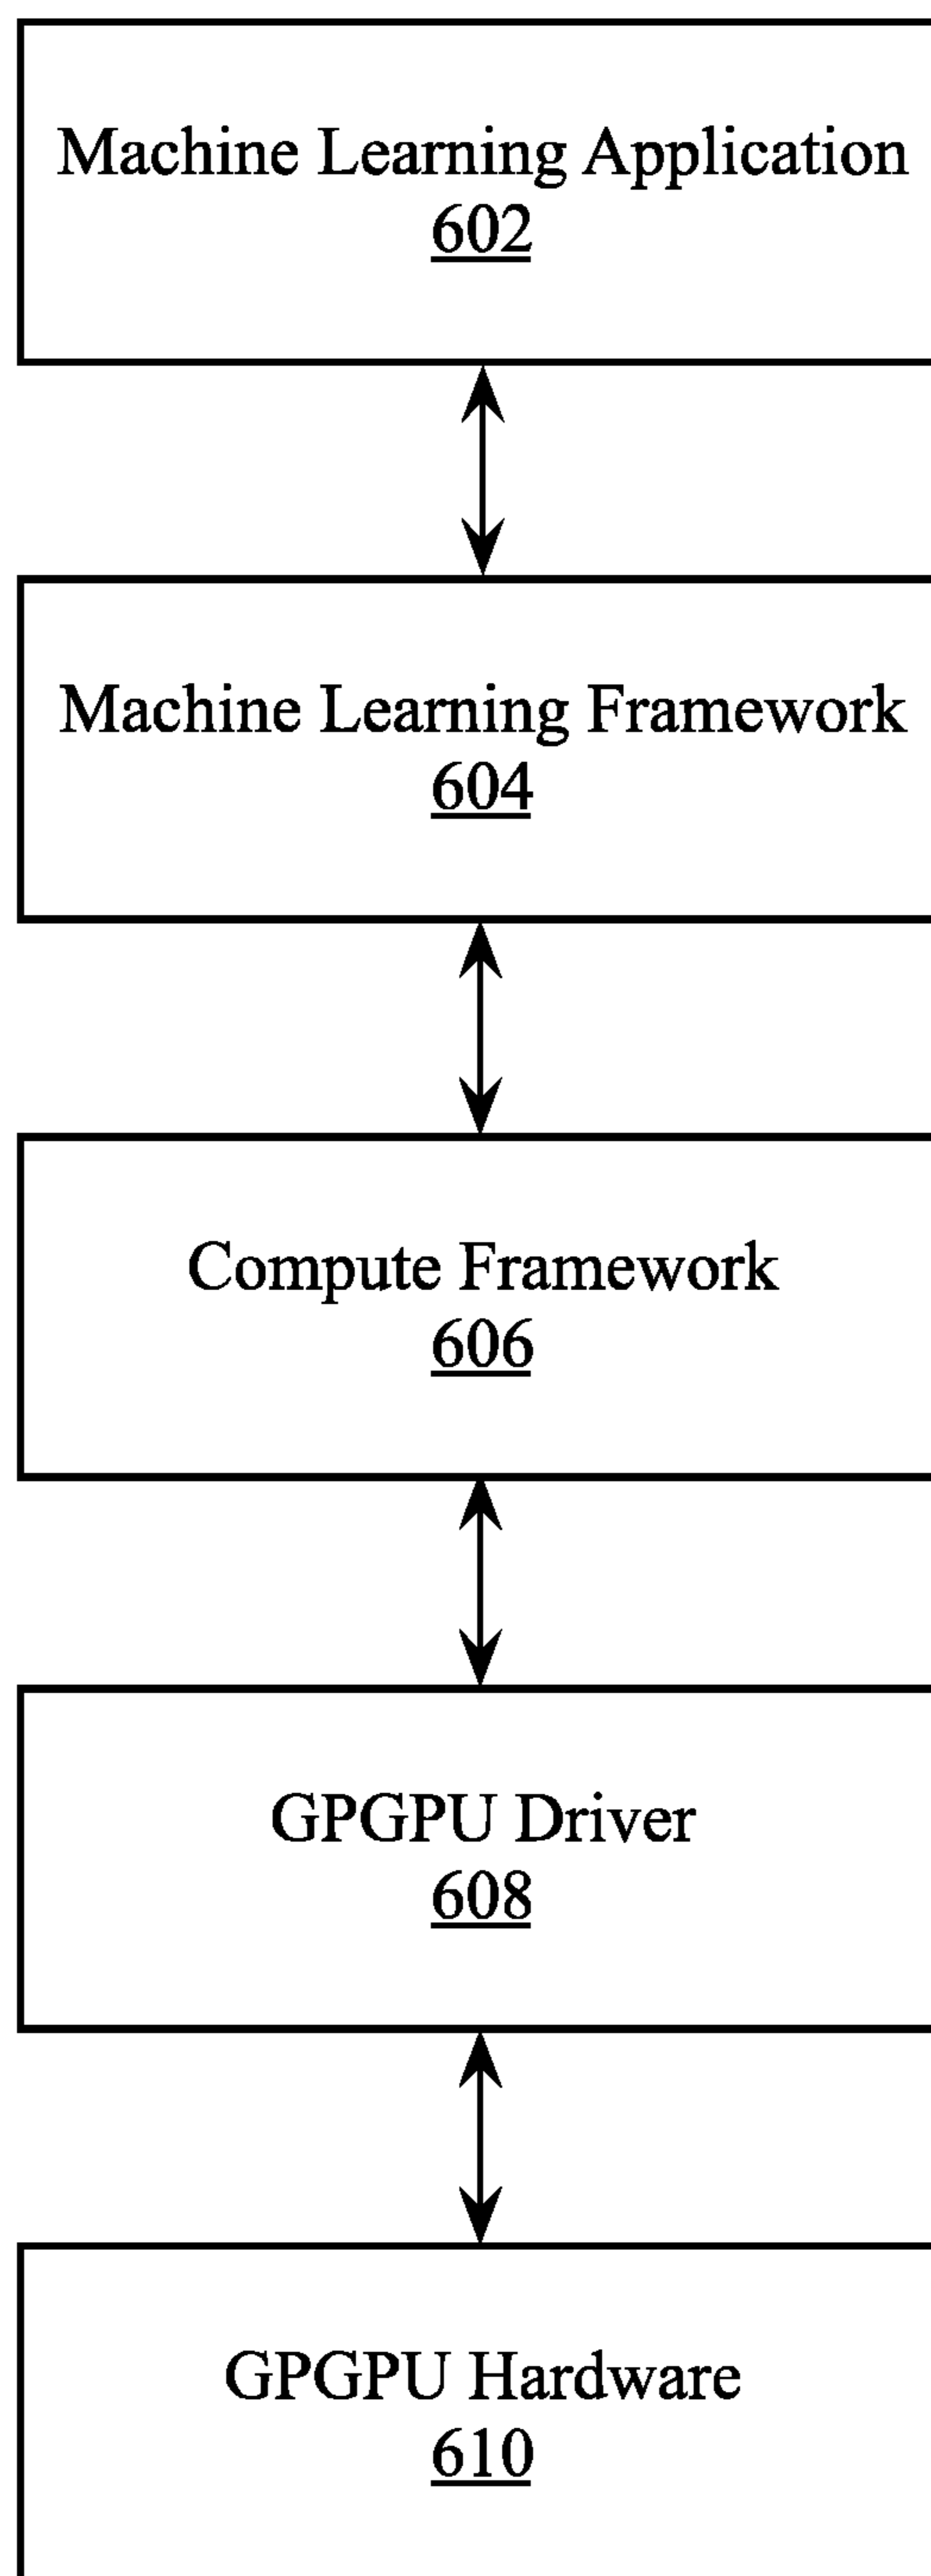 Machine Learning Application
602
Machine Learning Framework
604
Compute Framework
606
GPGPU Driver
608
GPGPU Hardware
610